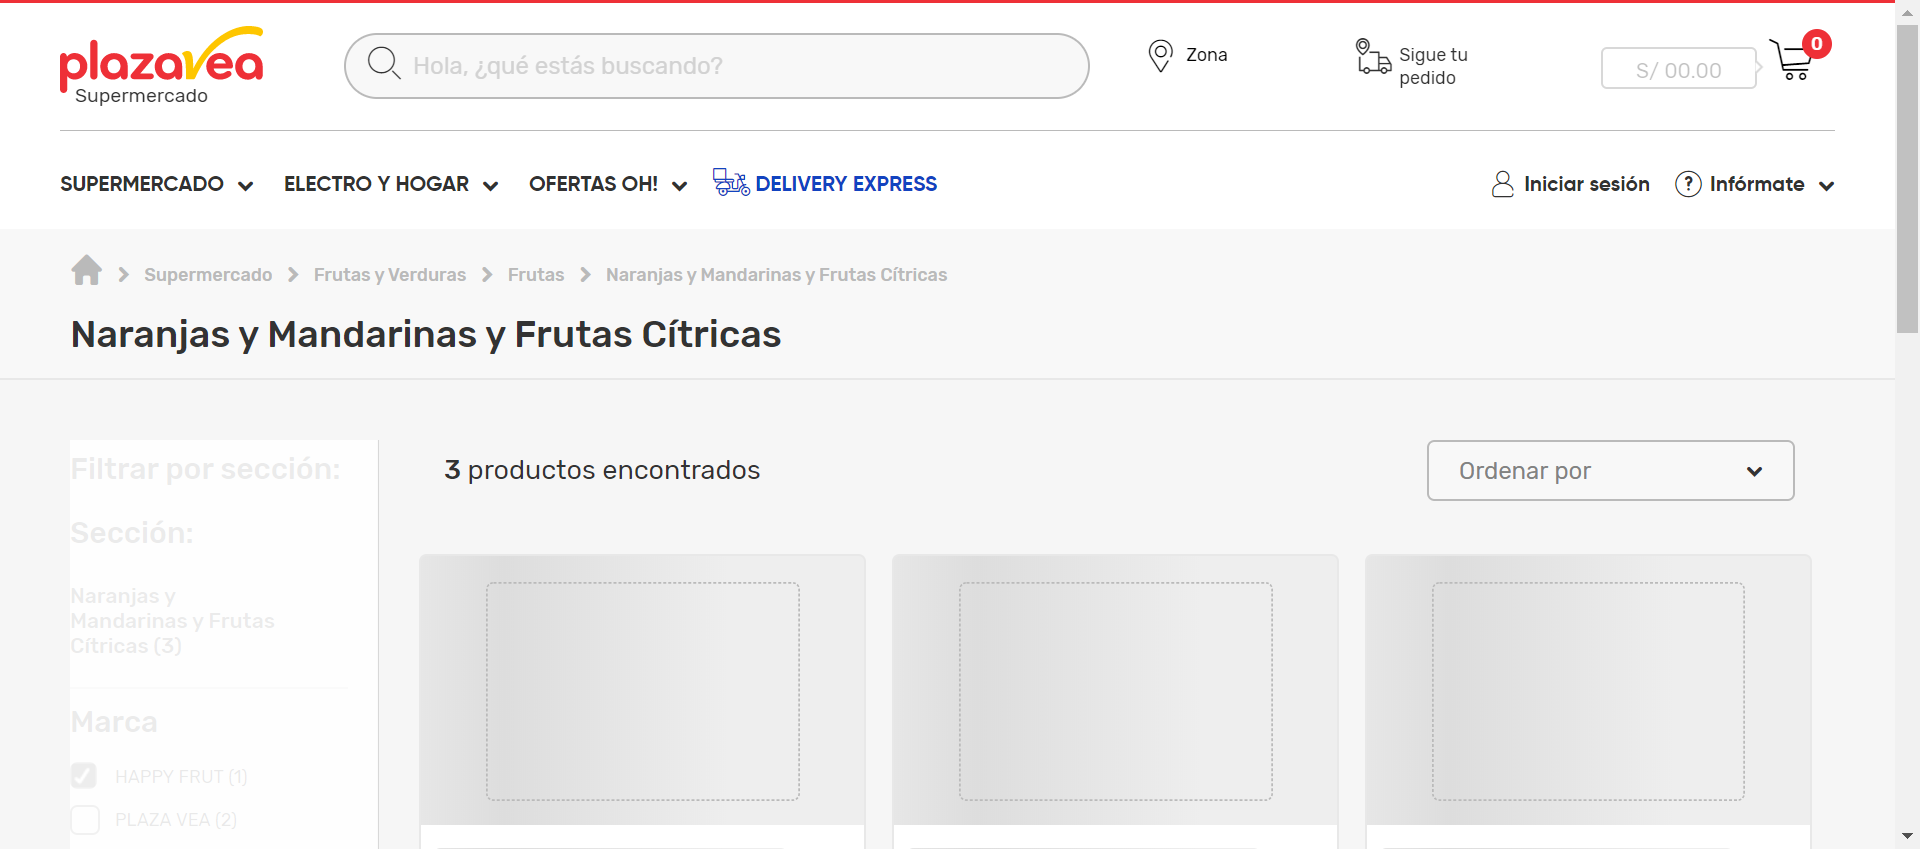 plazavea
Supermercado
Hola, ¿qué estás buscando?
Zona
Sigue tu
pedido
S/ 00.00
0
SUPERMERCADO
ELECTRO Y HOGAR
OFERTAS OH!
DELIVERY EXPRESS
Iniciar sesión
? Infórmate
Supermercado
Frutas y Verduras
Frutas
Naranjas y Mandarinas y Frutas Cítricas
Naranjas y Mandarinas y Frutas Cítricas
Filtrar por sección:
3 productos encontrados
Ordenar por
Sección:
Naranjas y
Mandarinas y Frutas
Cítricas (3)
Marca
HAPPY FRUT (1)
PLAZA VEA (2)